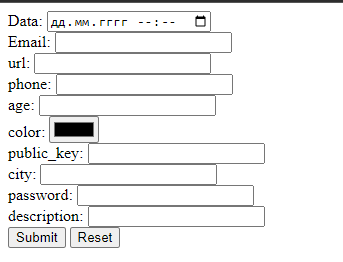 Data: дд.мм.гггг --:--
Email:
url:
phone:
age:
color:
public_key:
city:
password:
description:
Submit Reset